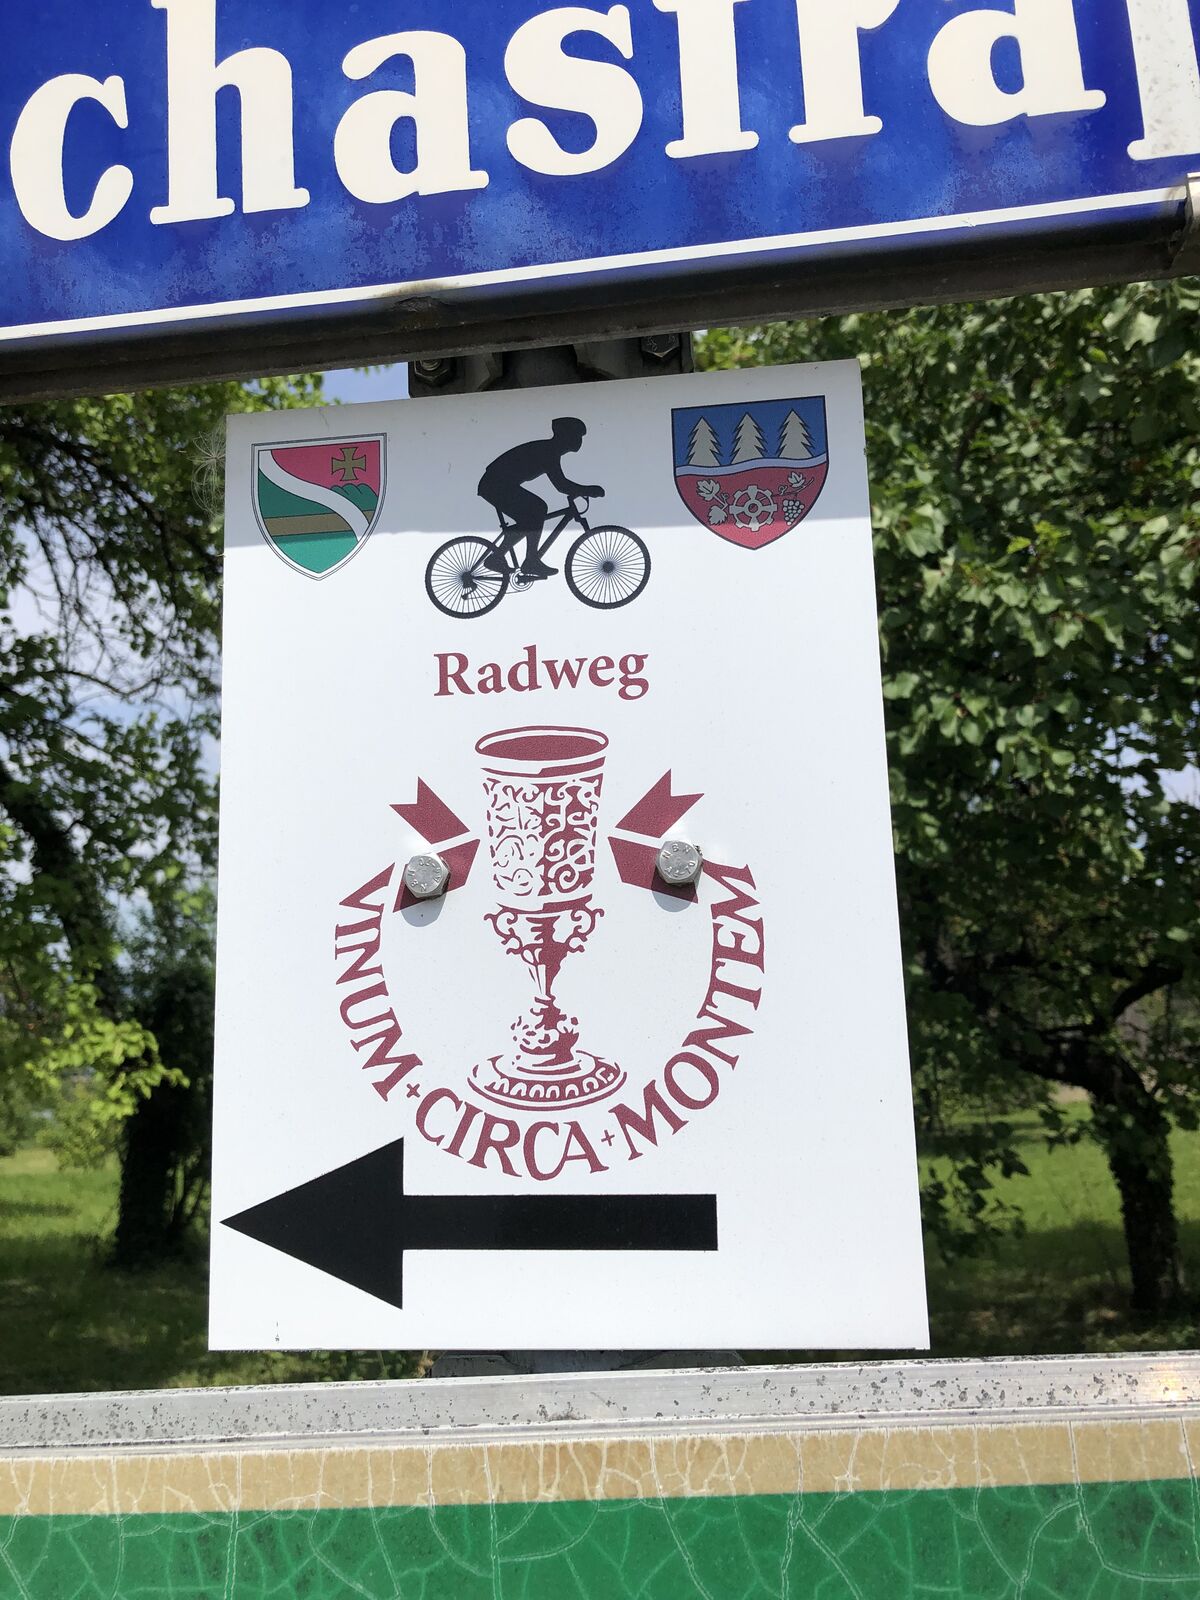 chastra
Radweg
VINUM + CIRCA + MONTEM